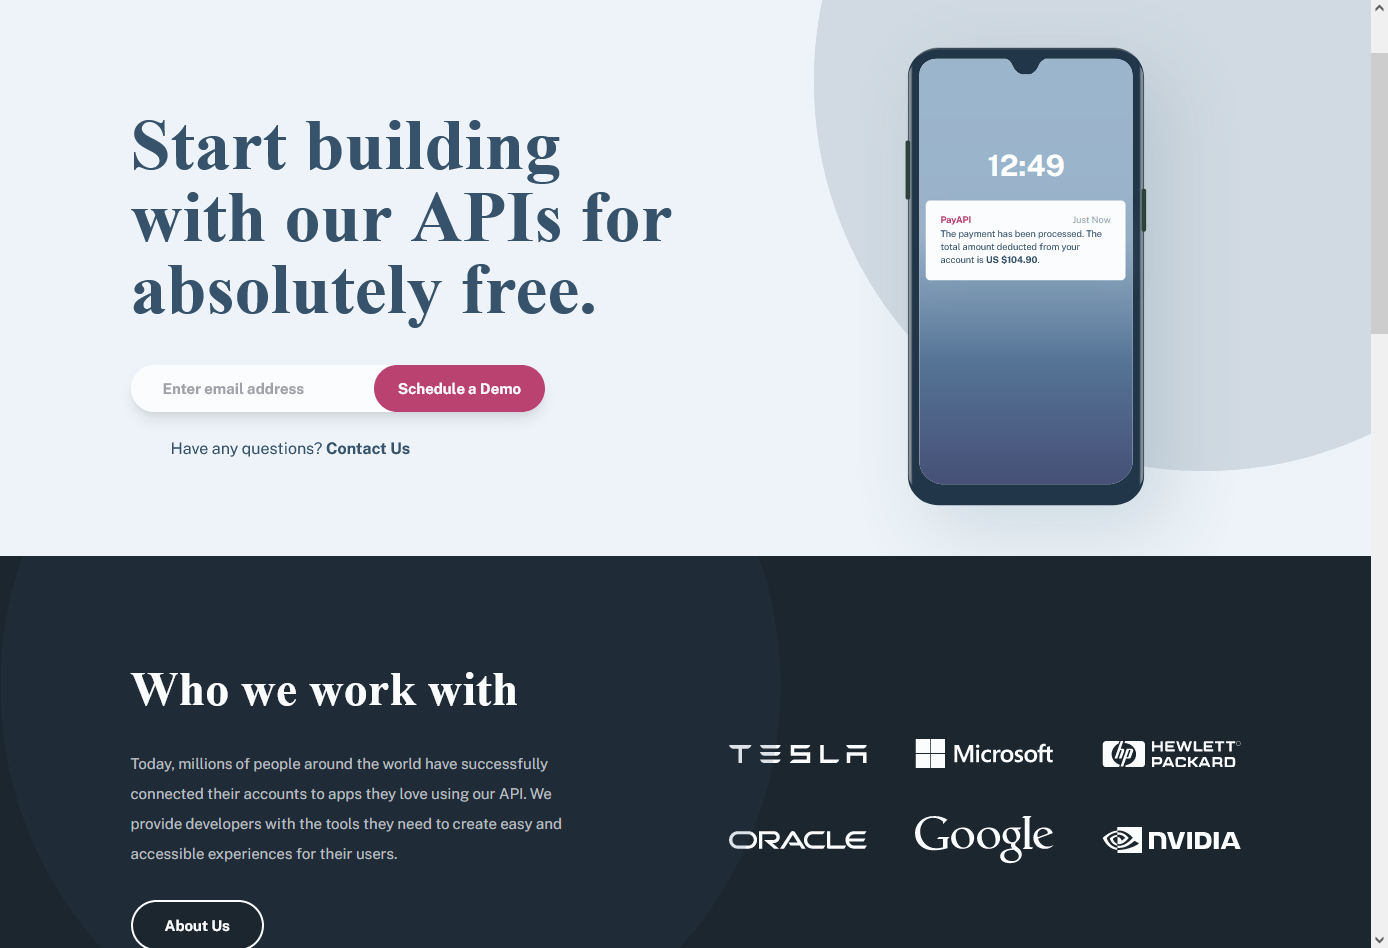 Start building
with our APIs for
absolutely free.
Enter email address
Schedule a Demo
Have any questions? Contact Us
12:49
PayAPI
Just Now
The payment has been processed. The
total amount deducted from your
account is US $104.90.
Who we work with
Today, millions of people around the world have successfully
connected their accounts to apps they love using our API. We
provide developers with the tools they need to create easy and
accessible experiences for their users.
About Us
TESLA
Microsoft
hp
HEWLETT
PACKARD
ORACLE
Google
NVIDIA